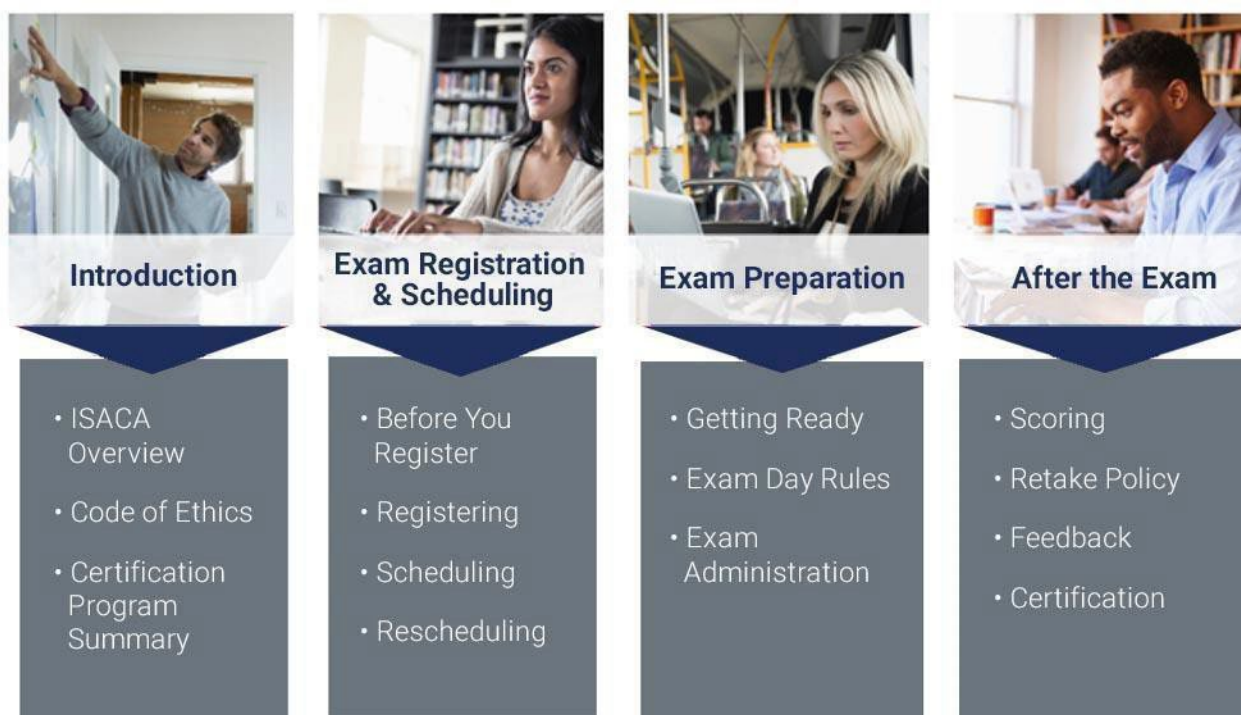 Introduction
• ISACA
Overview
• Code of Ethics
• Certification
Program
Summary
Exam Registration
& Scheduling
• Before You
Register
• Registering
• Scheduling
• Rescheduling
Exam Preparation
• Getting Ready
• Exam Day Rules
• Exam
Administration
After the Exam
• Scoring
• Retake Policy
• Feedback
• Certification